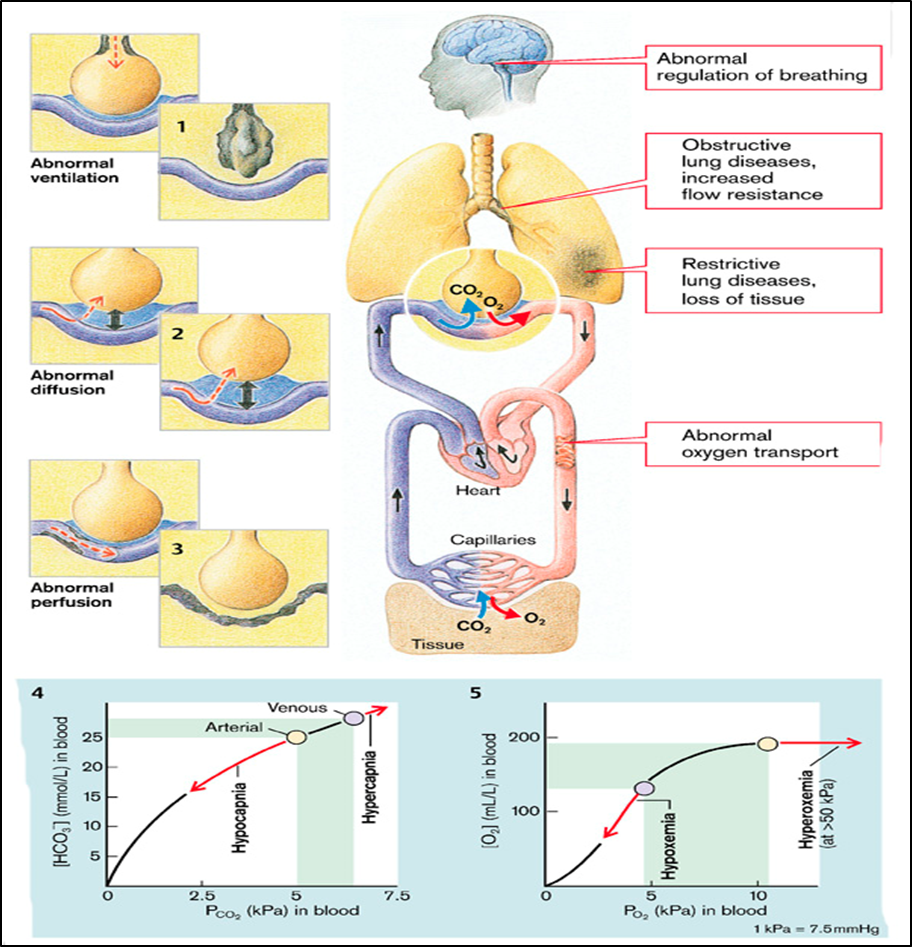 Abnormal
regulation of breathing
1
Abnormal
ventilation
Obstructive
lung diseases,
increased
flow resistance
Restrictive
lung diseases,
loss of tissue
CO₂
O₂
2
Abnormal
diffusion
Abnormal
oxygen transport
Heart
3
Abnormal
perfusion
Capillaries
CO₂
O₂
Tissue
4
[HCO₃⁻] (mmol/L) in blood
25
20
15
10
5
0
2.5
5
7.5
Venous
Arterial
Hypocapnia
Hypercapnia
P_CO₂ (kPa) in blood
5
[O₂] (mL/L) in blood
200
100
0
5
10
Hypoxemia
Hyperoxemia
(at >50 kPa)
P_O₂ (kPa) in blood
1 kPa = 7.5mmHg